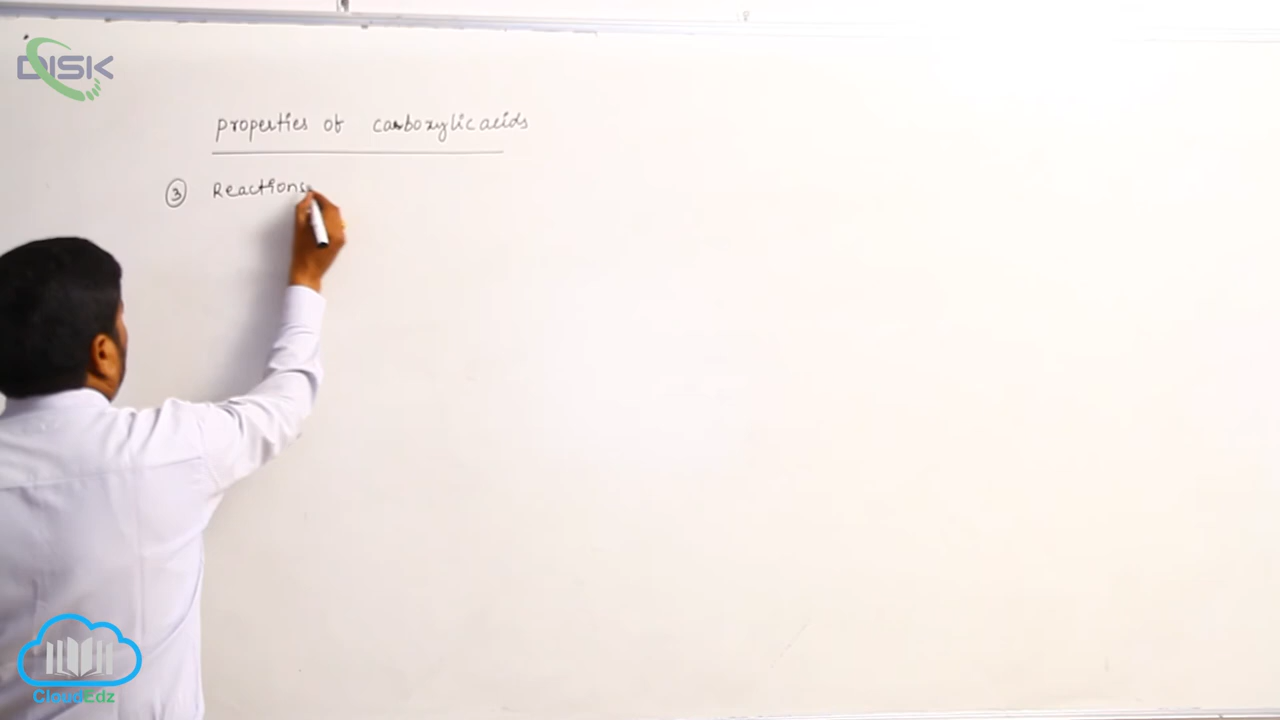 DISK
properties of carboxylic acids
③ Reactions
CloudEdz